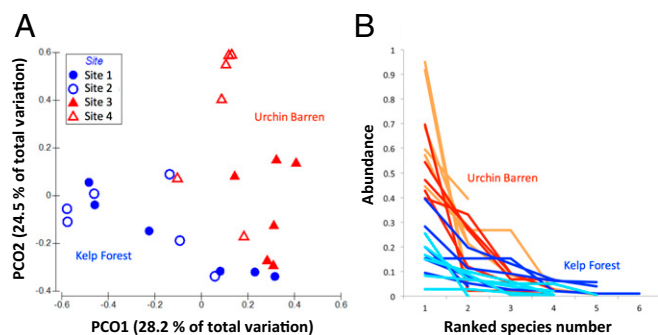 A
B
PCO2 (24.5 % of total variation)
0.6
0.4
0.2
0
-0.2
-0.4
Site
Site 1
Site 2
Site 3
Site 4
Urchin Barren
Kelp Forest
-0.6 -0.4 -0.2 0 0.2 0.4 0.6
PCO1 (28.2 % of total variation)
Abundance
1
0.9
0.8
0.7
0.6
0.5
0.4
0.3
0.2
0.1
0
Urchin Barren
Kelp Forest
1 2 3 4 5 6
Ranked species number